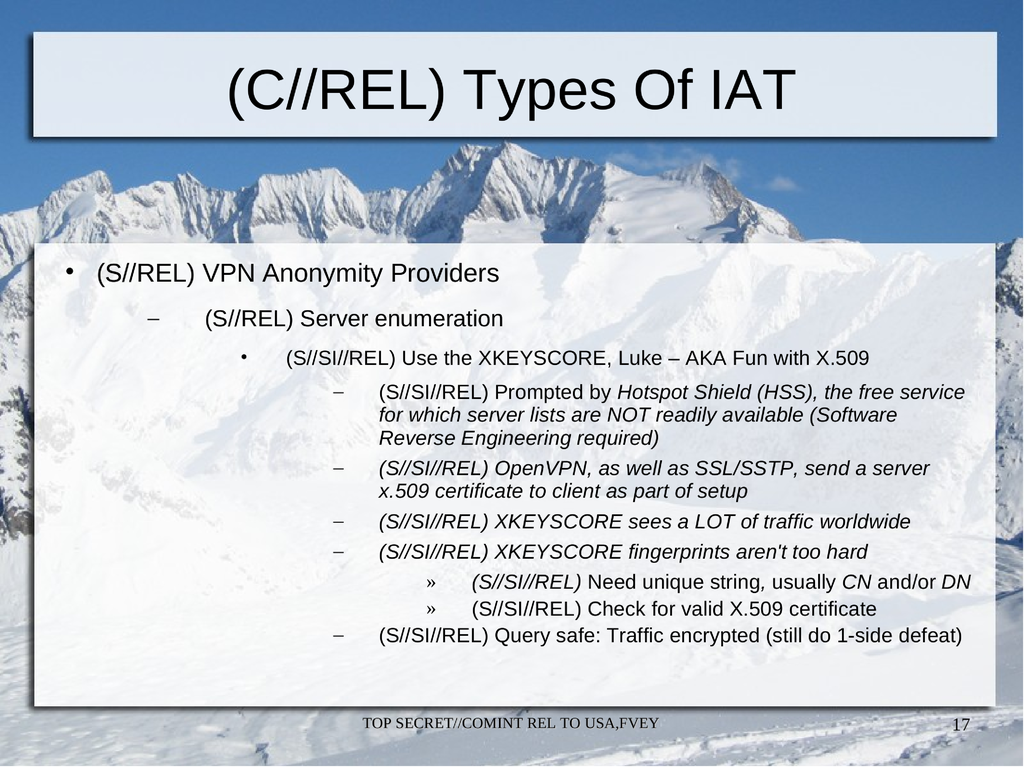 (C//REL) Types Of IAT
• (S//REL) VPN Anonymity Providers
– (S//REL) Server enumeration
• (S//SI//REL) Use the XKEYSCORE, Luke – AKA Fun with X.509
– (S//SI//REL) Prompted by Hotspot Shield (HSS), the free service
for which server lists are NOT readily available (Software
Reverse Engineering required)
– (S//SI//REL) OpenVPN, as well as SSL/SSTP, send a server
x.509 certificate to client as part of setup
– (S//SI//REL) XKEYSCORE sees a LOT of traffic worldwide
– (S//SI//REL) XKEYSCORE fingerprints aren't too hard
» (S//SI//REL) Need unique string, usually CN and/or DN
» (S//SI//REL) Check for valid X.509 certificate
– (S//SI//REL) Query safe: Traffic encrypted (still do 1-side defeat)
TOP SECRET//COMINT REL TO USA,FVEY
17